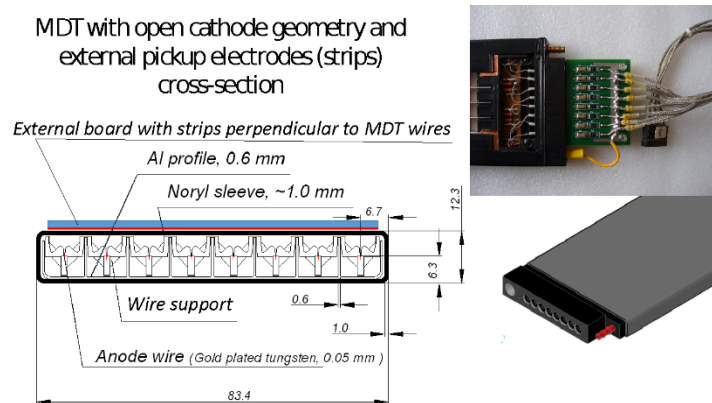 MDT with open cathode geometry and
external pickup electrodes (strips)
cross-section
External board with strips perpendicular to MDT wires
Al profile, 0.6 mm
Noryl sleeve, ~1.0 mm
6.7
12.3
6.3
Wire support
0.6
1.0
Anode wire (Gold plated tungsten, 0.05 mm )
83.4